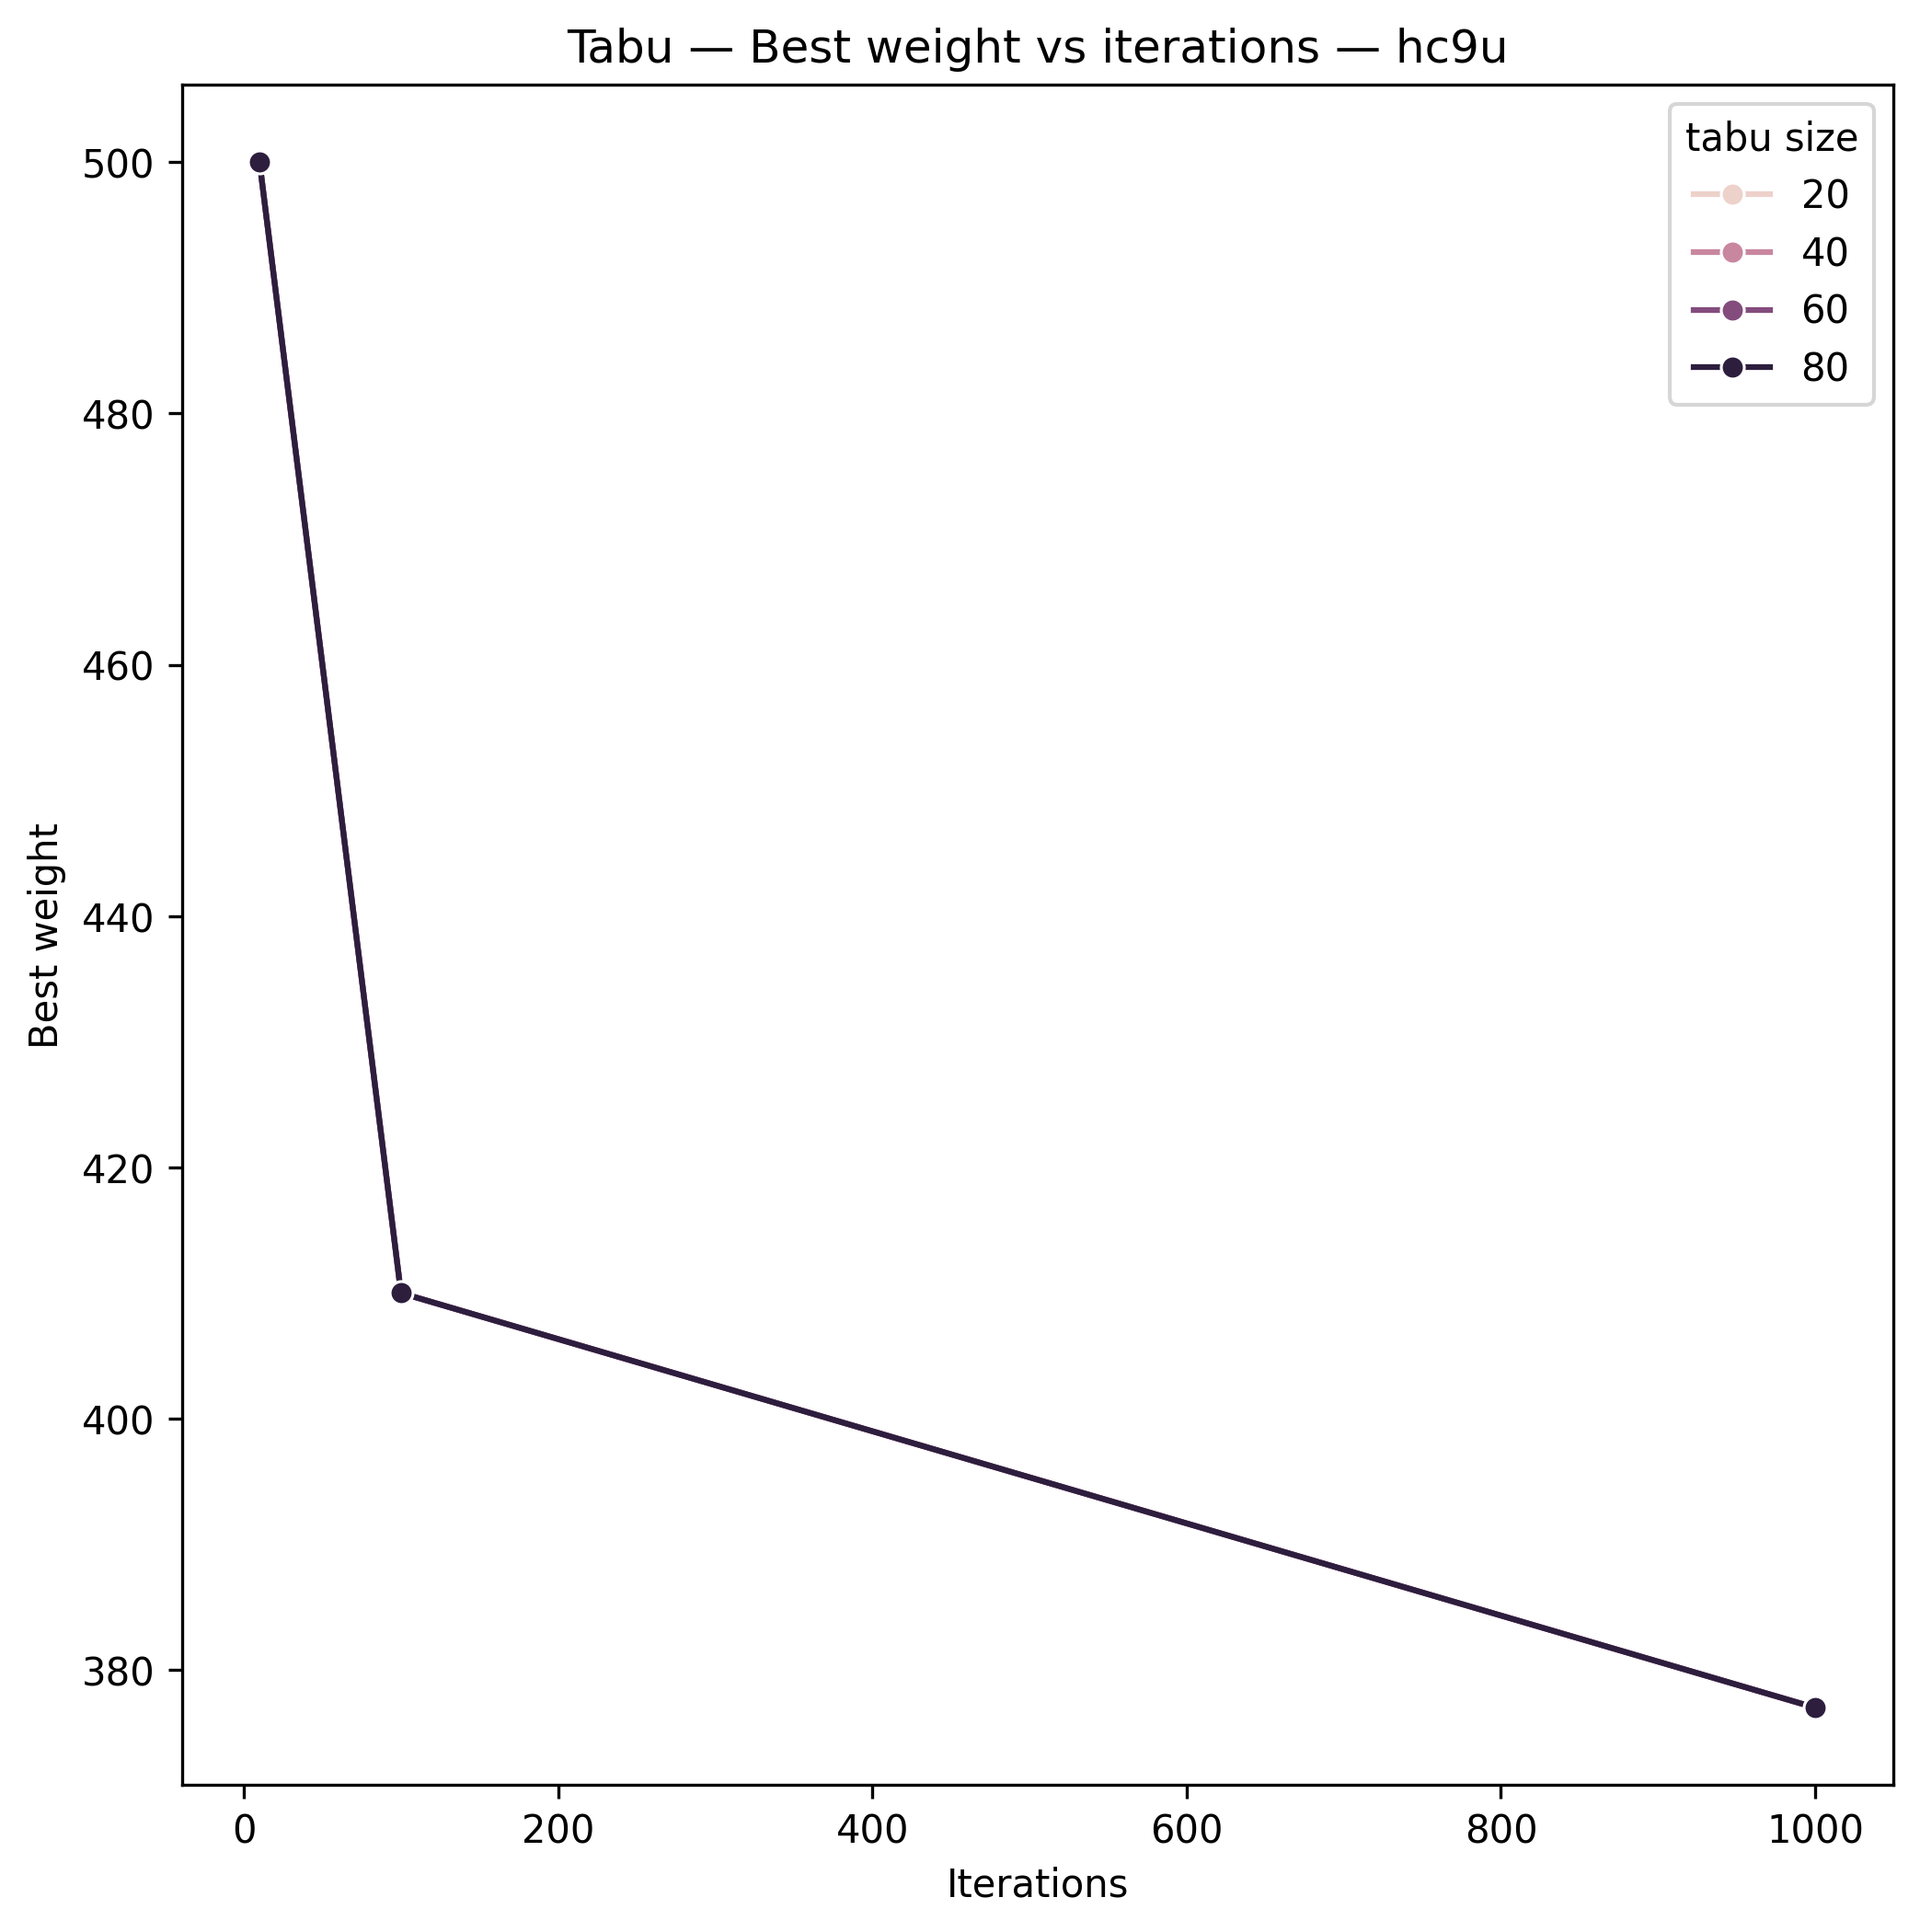 Tabu — Best weight vs iterations — hc9u
tabu size
20
40
60
80
500
480
460
440
420
400
380
Best weight
0 200 400 600 800 1000
Iterations